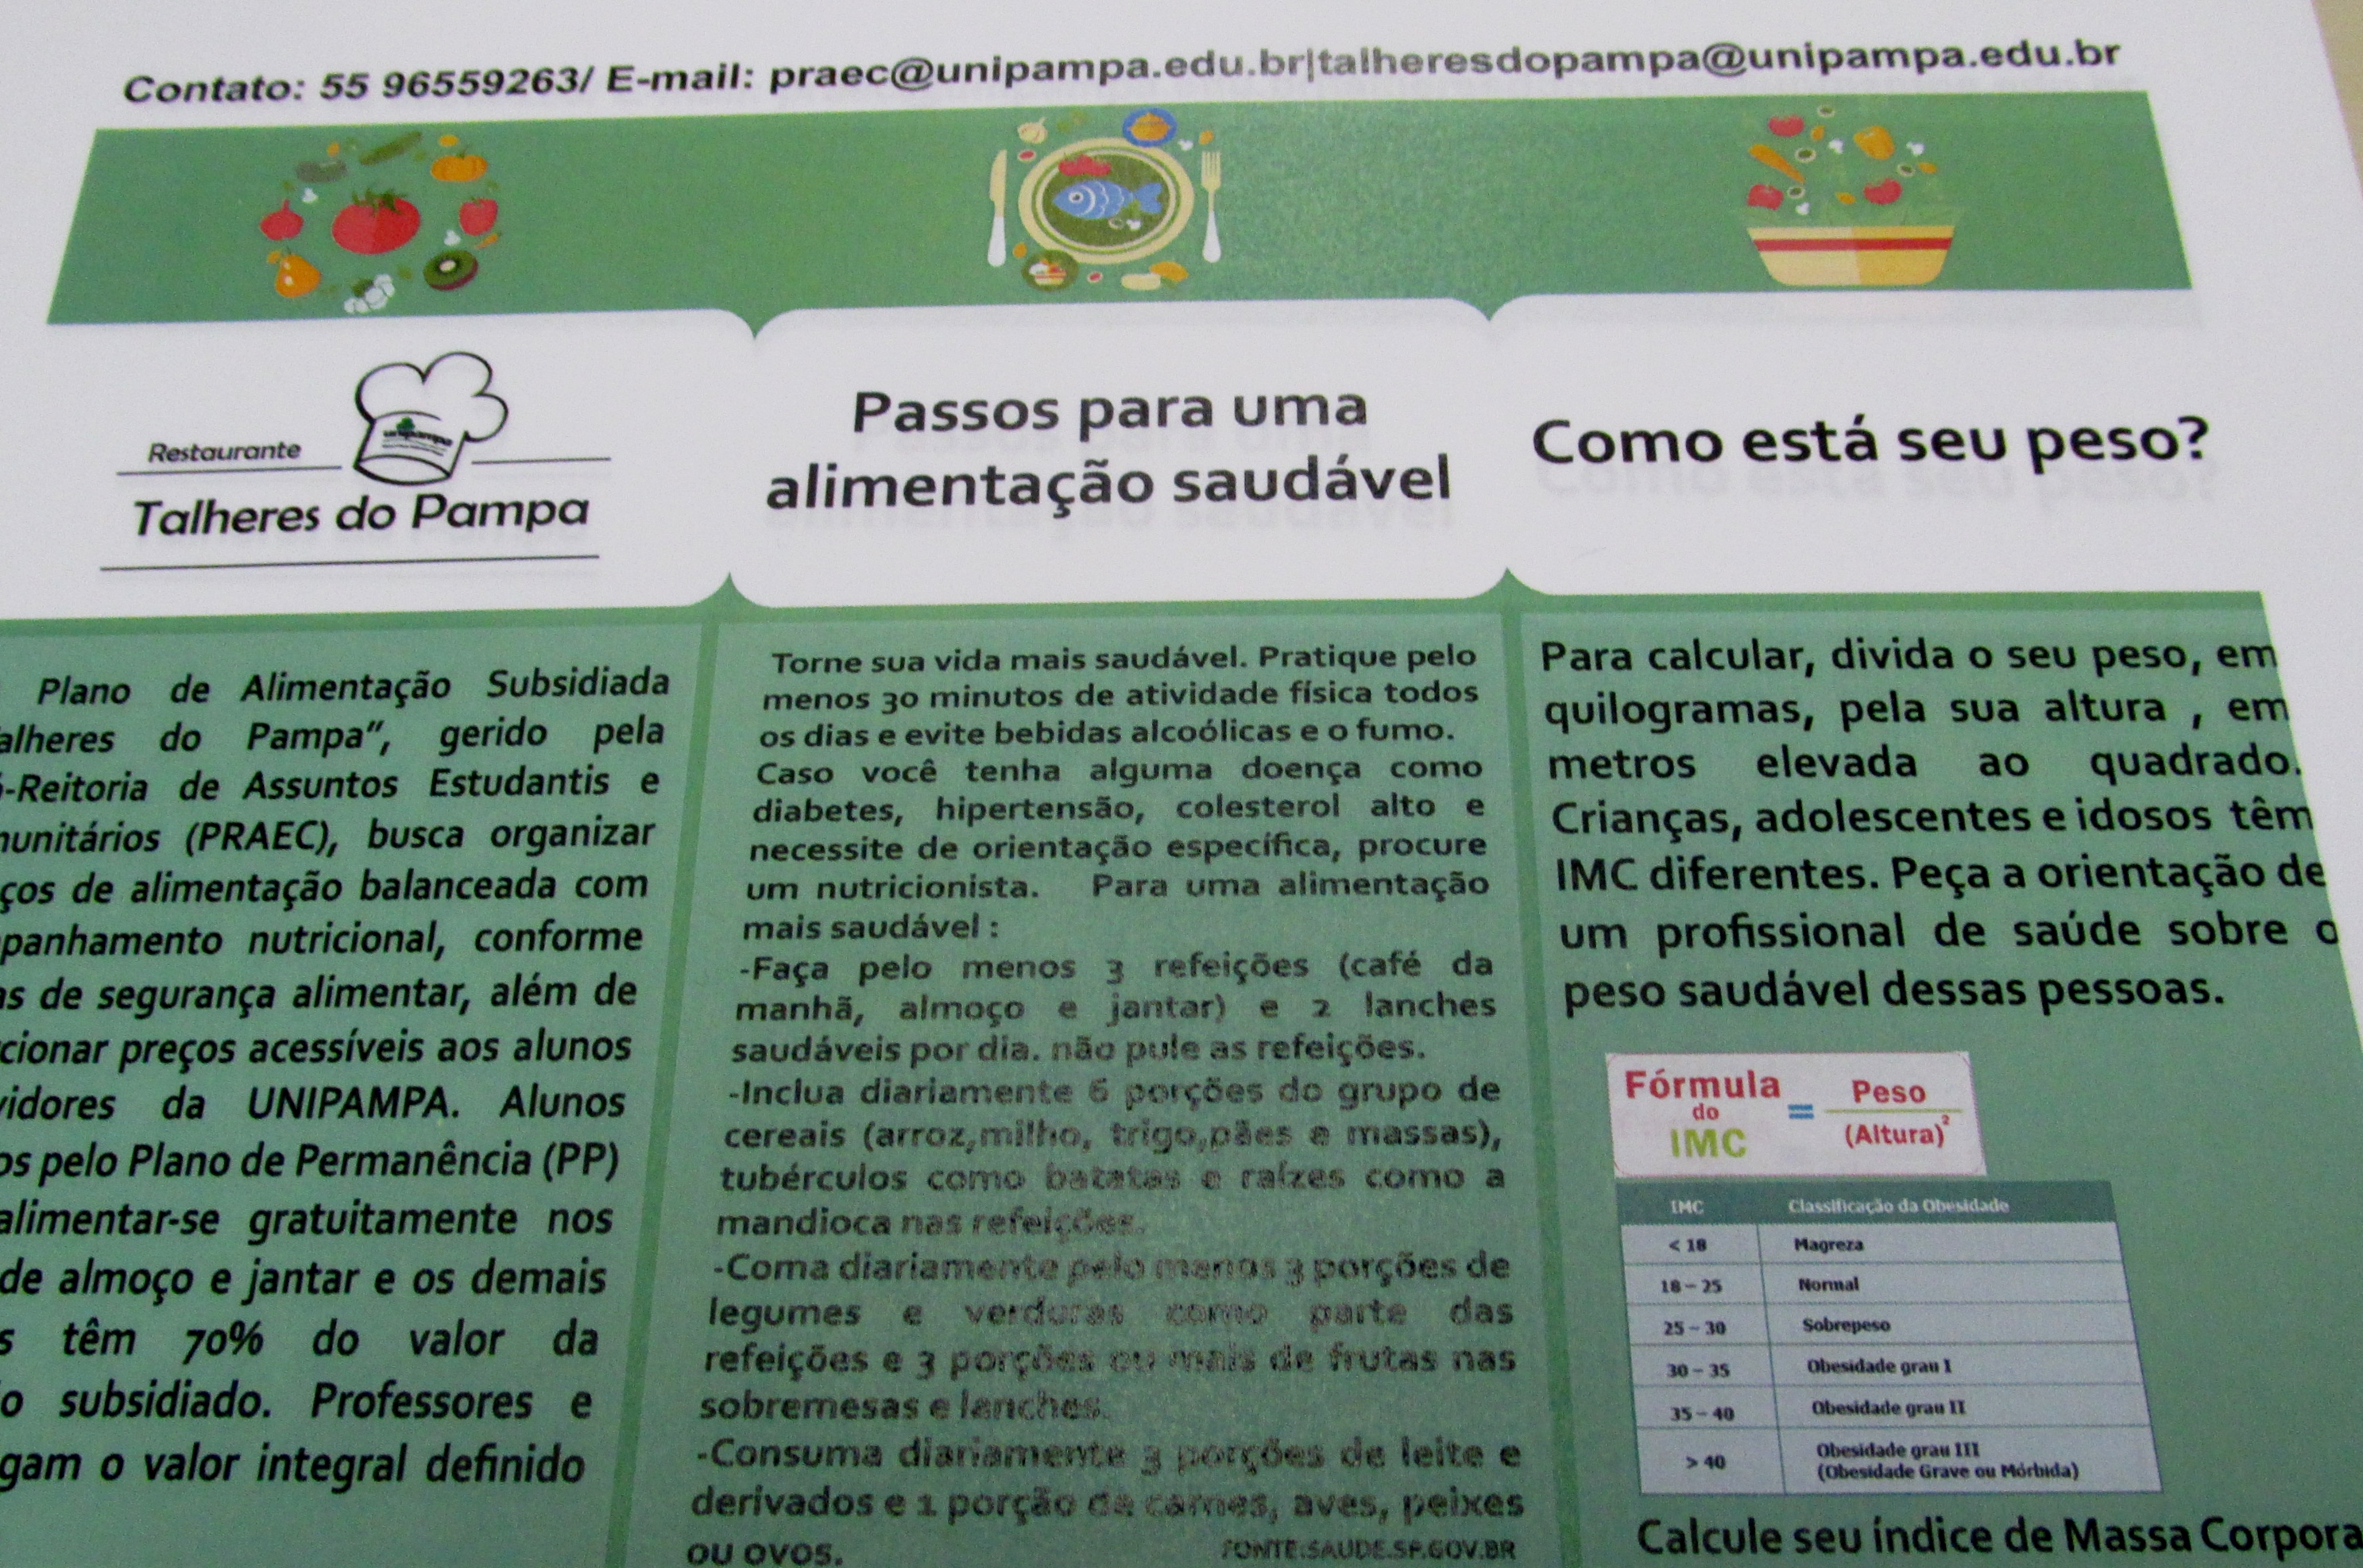 Contato: 55 96559263/ E-mail: praec@unipampa.edu.br|talheresdopampa@unipampa.edu.br
unipampa
Restaurante
Talheres do Pampa
Plano de Alimentação Subsidiada
alheres do Pampa”, gerido pela
-Reitoria de Assuntos Estudantis e
munitários (PRAEC), busca organizar
ços de alimentação balanceada com
panhamento nutricional, conforme
as de segurança alimentar, além de
cionar preços acessíveis aos alunos
vidores da UNIPAMPA. Alunos
os pelo Plano de Permanência (PP)
alimentar-se gratuitamente nos
de almoço e jantar e os demais
s têm 70% do valor da
o subsidiado. Professores e
gam o valor integral definido
Passos para uma
alimentação saudável
Torne sua vida mais saudável. Pratique pelo
menos 30 minutos de atividade física todos
os dias e evite bebidas alcoólicas e o fumo.
Caso você tenha alguma doença como
diabetes, hipertensão, colesterol alto e
necessite de orientação específica, procure
um nutricionista. Para uma alimentação
mais saudável :
-Faça pelo menos 3 refeições (café da
manhã, almoço e jantar) e 2 lanches
saudáveis por dia. não pule as refeições.
-Inclua diariamente 6 porções do grupo de
cereais (arroz,milho, trigo,pães e massas),
tubérculos como batatas e raízes como a
mandioca nas refeições.
-Coma diariamente pelo menos 3 porções de
legumes e verduras como parte das
refeições e 3 porções ou mais de frutas nas
sobremesas e lanches.
-Consuma diariamente 3 porções de leite e
derivados e 1 porção de carnes, aves, peixes
ou ovos.
FONTE:SAUDE.SP.GOV.BR
Como está seu peso?
Para calcular, divida o seu peso, em
quilogramas, pela sua altura , em
metros elevada ao quadrado.
Crianças, adolescentes e idosos têm
IMC diferentes. Peça a orientação de
um profissional de saúde sobre o
peso saudável dessas pessoas.
Fórmula do IMC = Peso
(Altura)²
IMC Classificação da Obesidade
< 18 Magreza
18 – 25 Normal
25 – 30 Sobrepeso
30 – 35 Obesidade grau I
35 – 40 Obesidade grau II
> 40 Obesidade grau III
(Obesidade Grave ou Mórbida)
Calcule seu índice de Massa Corpora